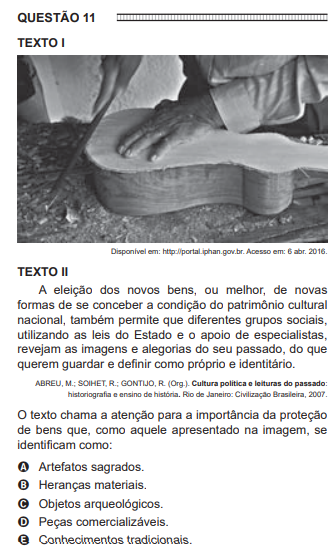 QUESTÃO 11
TEXTO I
Disponível em: http://portal.iphan.gov.br. Acesso em: 6 abr. 2016.
TEXTO II
A eleição dos novos bens, ou melhor, de novas
formas de se conceber a condição do patrimônio cultural
nacional, também permite que diferentes grupos sociais,
utilizando as leis do Estado e o apoio de especialistas,
revejam as imagens e alegorias do seu passado, do que
querem guardar e definir como próprio e identitário.
ABREU, M.; SOIHET, R.; GONTIJO, R. (Org.). Cultura política e leituras do passado:
historiografia e ensino de história. Rio de Janeiro: Civilização Brasileira, 2007.
O texto chama a atenção para a importância da proteção
de bens que, como aquele apresentado na imagem, se
identificam como:
A Artefatos sagrados.
B Heranças materiais.
C Objetos arqueológicos.
D Peças comercializáveis.
E Conhecimentos tradicionais.